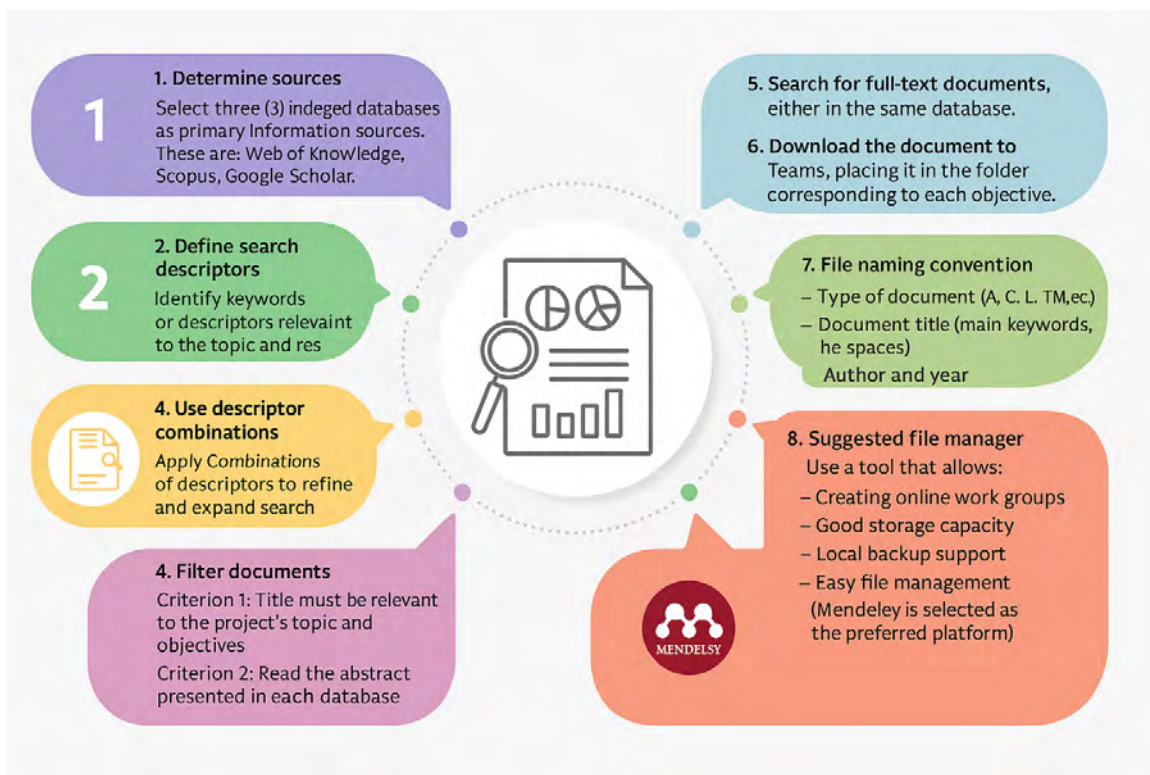 1
1. Determine sources
Select three (3) indeged databases
as primary Information sources.
These are: Web of Knowledge,
Scopus, Google Scholar.
2
2. Define search
descriptors
Identify keywords
or descriptors relevaint
to the topic and res
4. Use descriptor
combinations
Apply Combinations
of descriptors to refine
and expand search
4. Filter documents
Criterion 1: Title must be relevant
to the project's topic and
objectives
Criterion 2: Read the abstract
presented in each database
5. Search for full-text documents,
either in the same database.
6. Download the document to
Teams, placing it in the folder
corresponding to each objective.
7. File naming convention
– Type of document (A, C. L. TM,ec.)
– Document title (main keywords,
he spaces)
Author and year
8. Suggested file manager
Use a tool that allows:
– Creating online work groups
– Good storage capacity
– Local backup support
– Easy file management
(Mendeley is selected as
the preferred platform)
MENDELSY